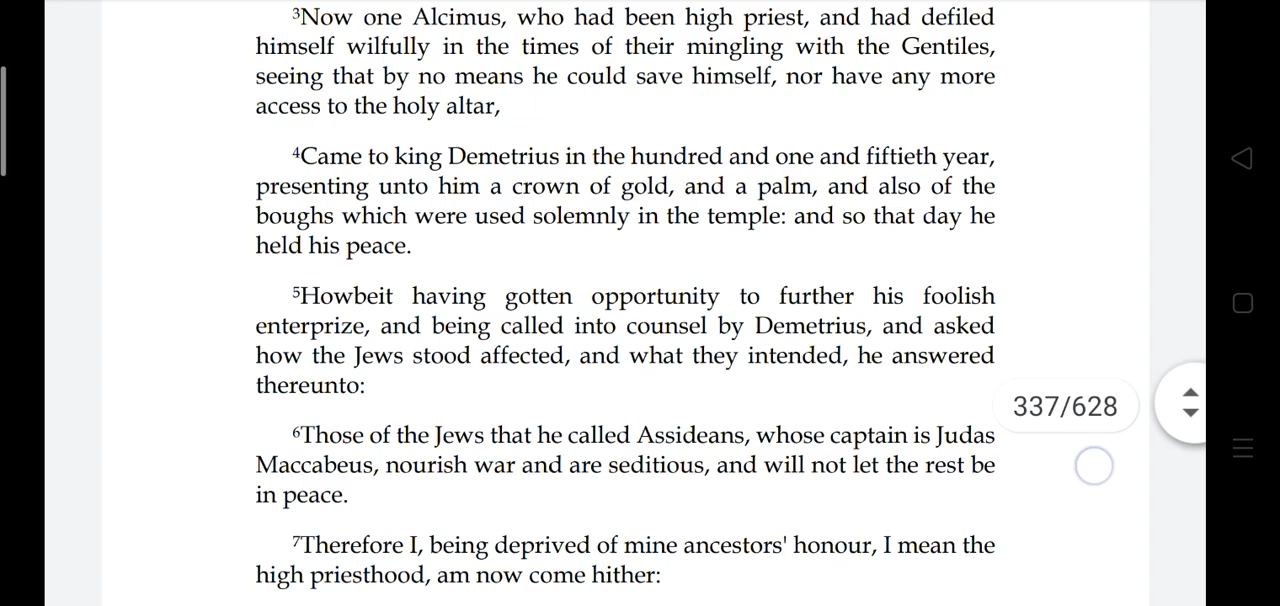 ³Now one Alcimus, who had been high priest, and had defiled
himself wilfully in the times of their mingling with the Gentiles,
seeing that by no means he could save himself, nor have any more
access to the holy altar,
⁴Came to king Demetrius in the hundred and one and fiftieth year,
presenting unto him a crown of gold, and a palm, and also of the
boughs which were used solemnly in the temple: and so that day he
held his peace.
⁵Howbeit having gotten opportunity to further his foolish
enterprize, and being called into counsel by Demetrius, and asked
how the Jews stood affected, and what they intended, he answered
thereunto:
337/628
⁶Those of the Jews that he called Assideans, whose captain is Judas
Maccabeus, nourish war and are seditious, and will not let the rest be
in peace.
⁷Therefore I, being deprived of mine ancestors' honour, I mean the
high priesthood, am now come hither: